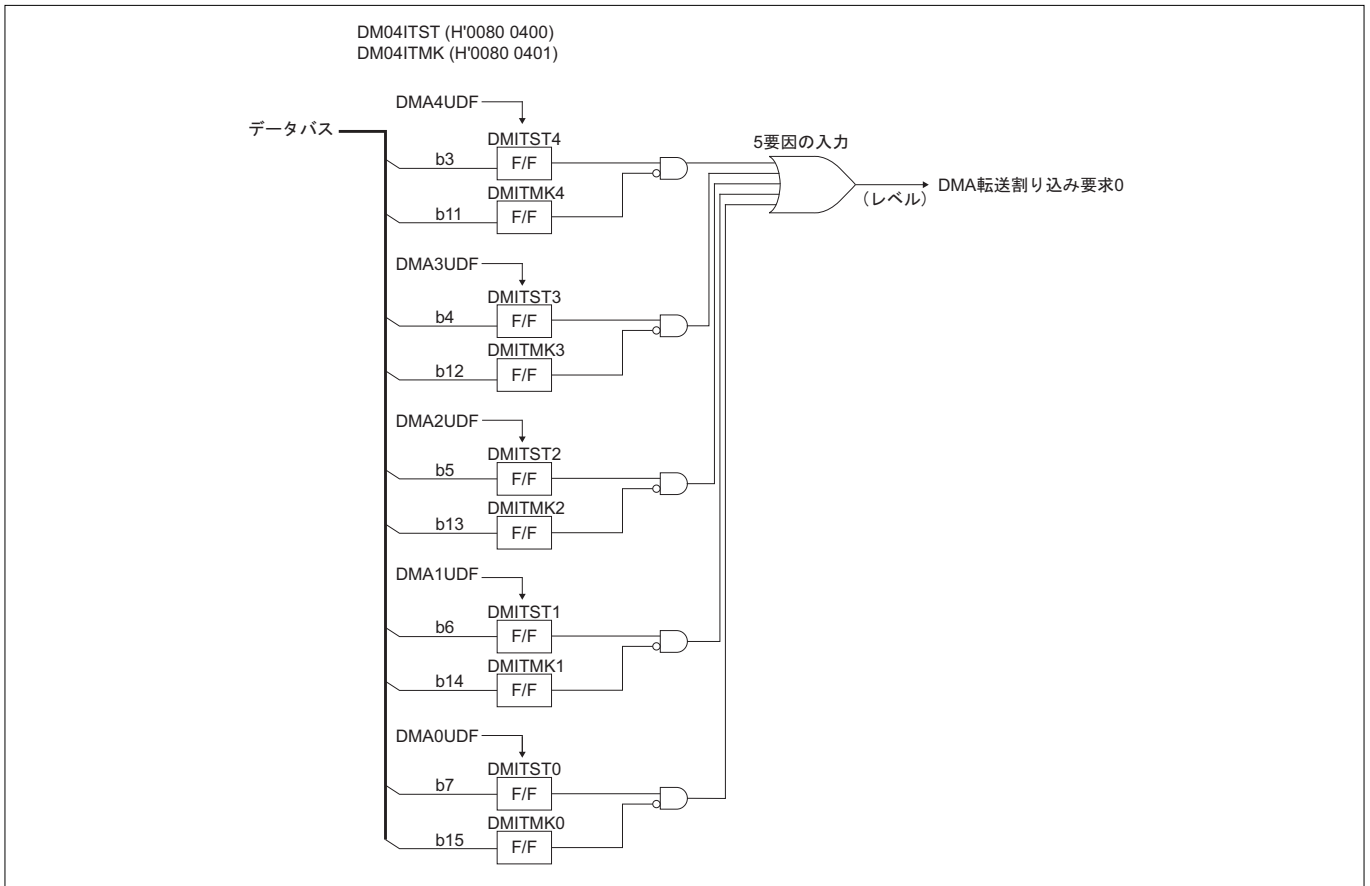 DM04ITST (H'0080 0400)
DM04ITMK (H'0080 0401)
データバス
DMA4UDF
DMITST4
b3
F/F
DMITMK4
b11
F/F
DMA3UDF
DMITST3
b4
F/F
DMITMK3
b12
F/F
DMA2UDF
DMITST2
b5
F/F
DMITMK2
b13
F/F
DMA1UDF
DMITST1
b6
F/F
DMITMK1
b14
F/F
DMA0UDF
DMITST0
b7
F/F
DMITMK0
b15
F/F
5要因の入力
(レベル)
DMA転送割り込み要求0